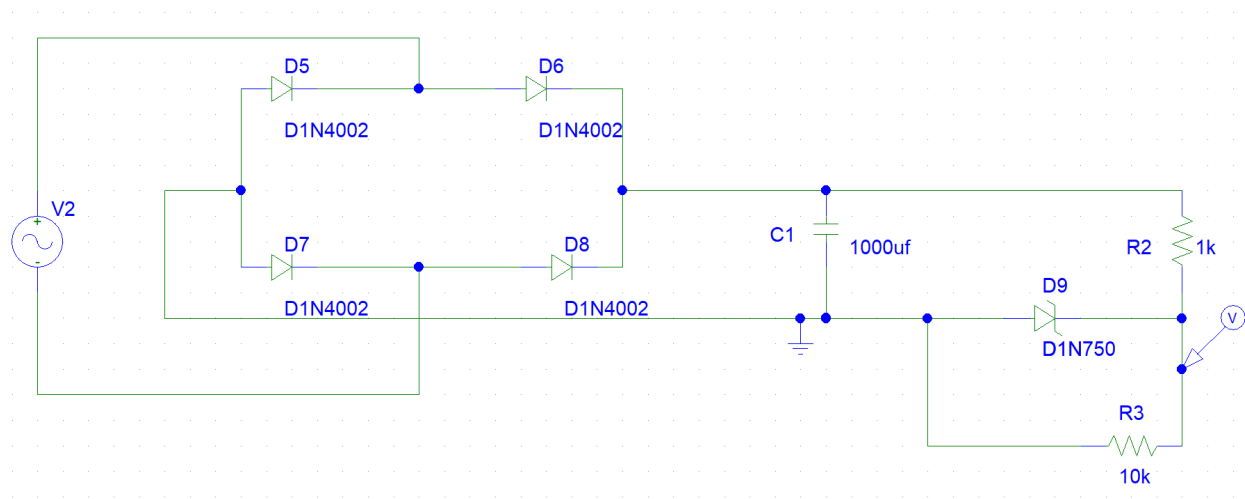 D5
D6
D1N4002
D1N4002
V2
+
-
D7
D8
D1N4002
D1N4002
C1
1000uf
R2
1k
D9
D1N750
V
R3
10k